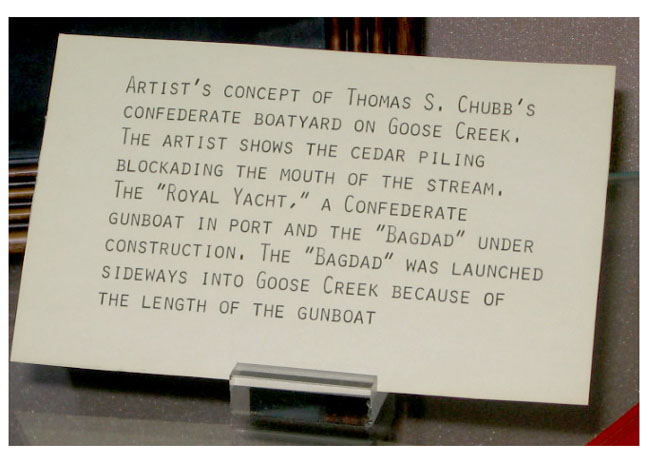 Artist's concept of Thomas S. Chubb's
Confederate boatyard on Goose Creek.
The artist shows the cedar piling
blockading the mouth of the stream.
The "Royal Yacht," a Confederate
gunboat in port and the "Bagdad" under
construction. The "Bagdad" was launched
sideways into Goose Creek because of
the length of the gunboat